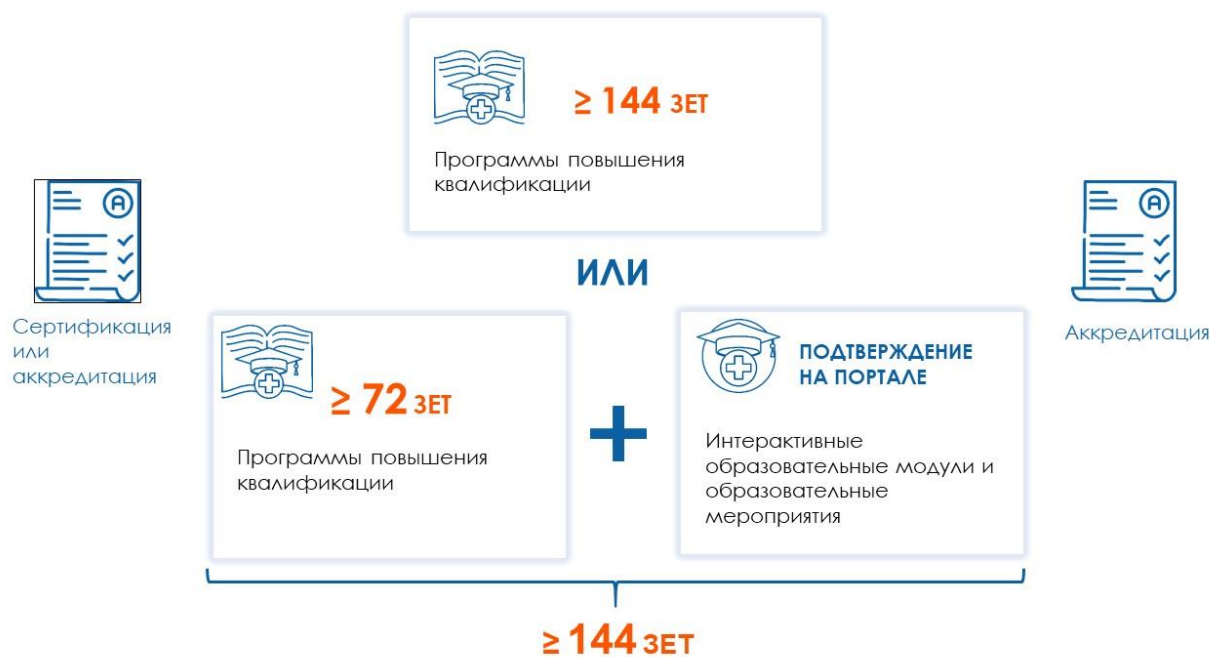 ≥ 144 ЗЕТ
Программы повышения
квалификации
ИЛИ
Сертификация
или
аккредитация
≥ 72 ЗЕТ
Программы повышения
квалификации
+
ПОДТВЕРЖДЕНИЕ
НА ПОРТАЛЕ
Интерактивные
образовательные модули и
образовательные
мероприятия
Аккредитация
≥ 144 ЗЕТ